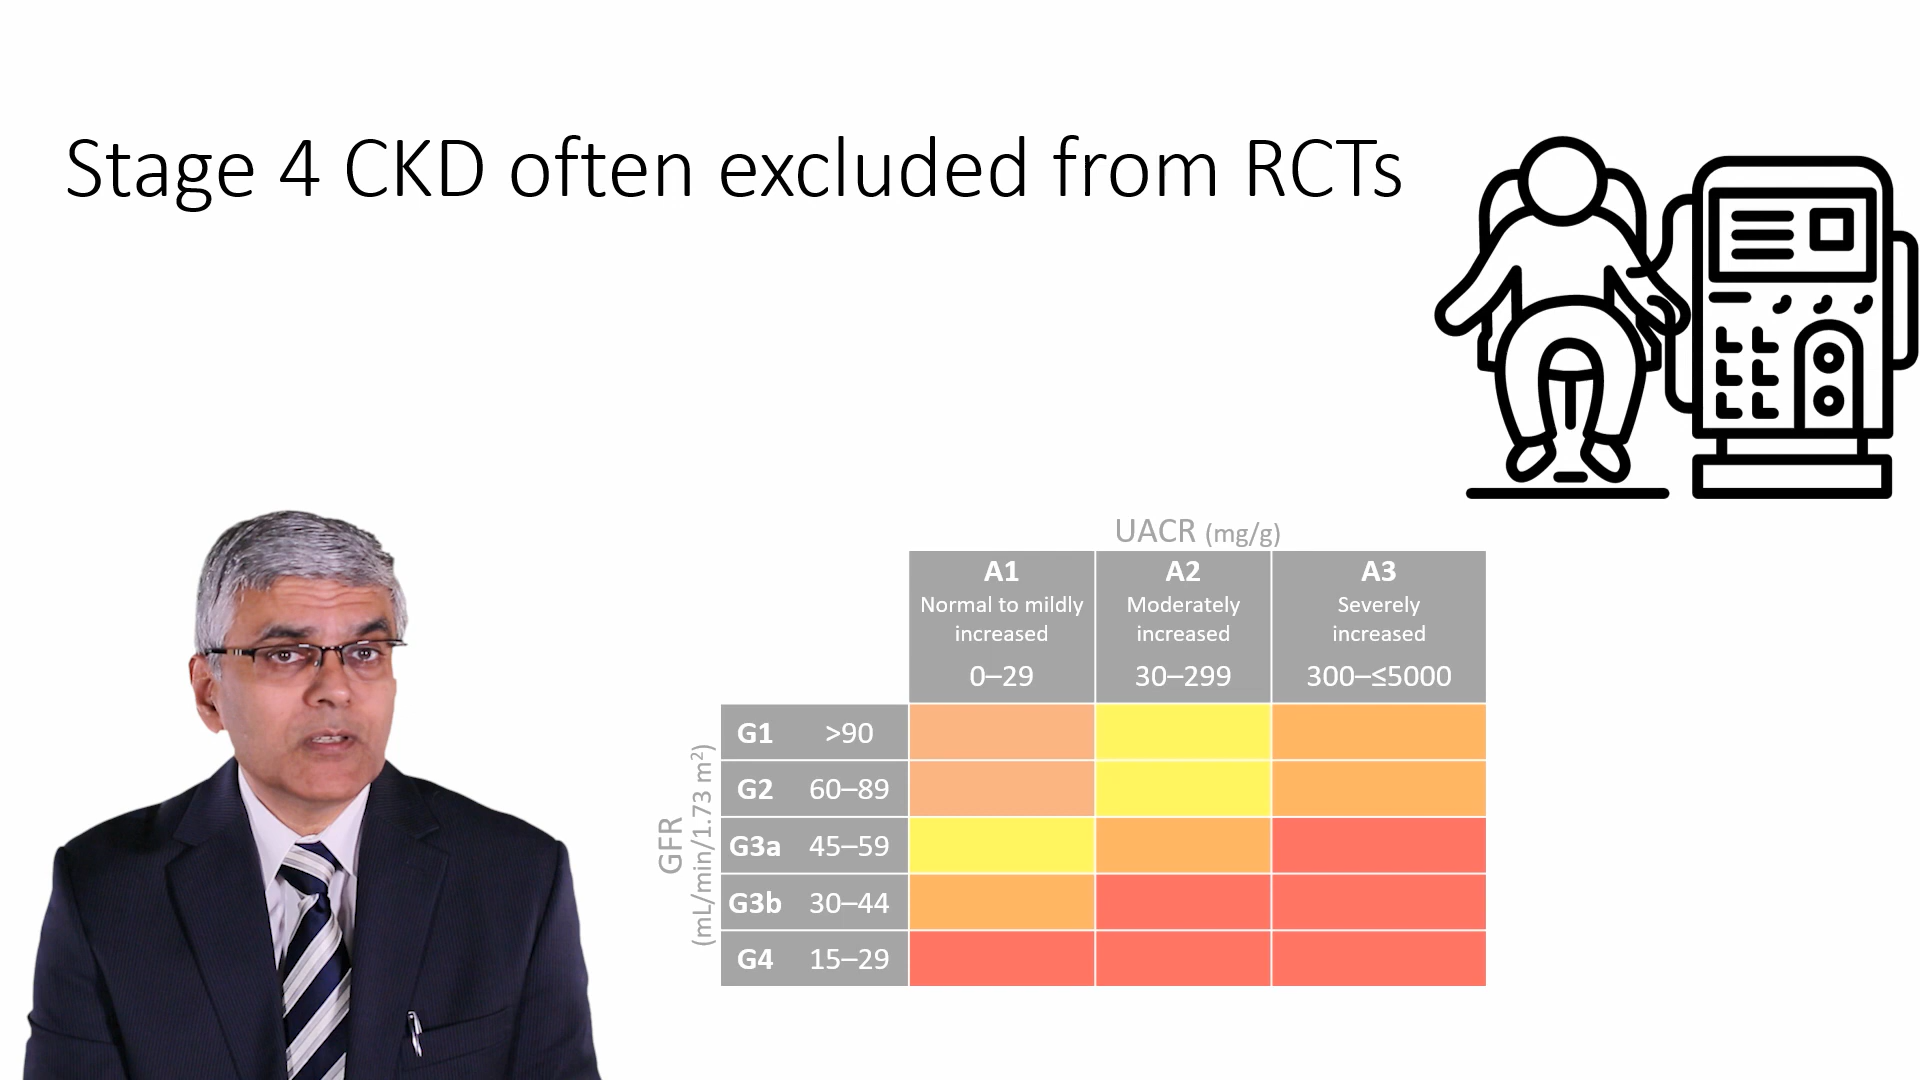 Stage 4 CKD often excluded from RCTs
UACR (mg/g)
A1 A2 A3
Normal to mildly Moderately Severely
increased increased increased
0–29 30–299 300–≤5000
GFR
(mL/min/1.73 m²)
G1 >90
G2 60–89
G3a 45–59
G3b 30–44
G4 15–29